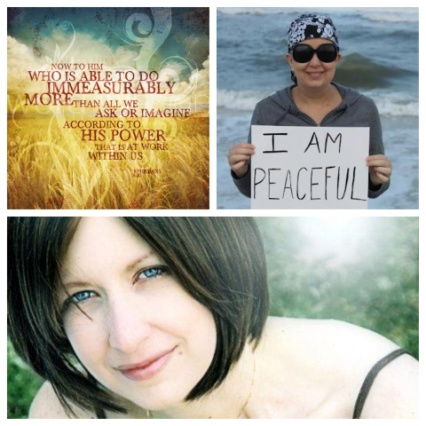 NOW TO HIM
WHO IS ABLE TO DO
IMMEASURABLY
MORE THAN ALL WE
ASK OR IMAGINE
ACCORDING TO
HIS POWER
THAT IS AT WORK
WITHIN US
EPHESIANS
I AM
PEACEFUL